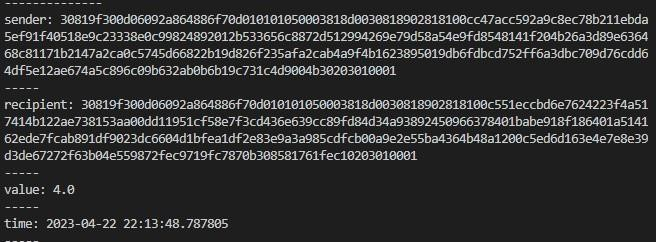 --------------
sender: 30819f300d06092a864886f70d010101050003818d0030818902818100cc47acc592a9c8ec78b211ebda
5ef91f40518e9c23338e0c99824892012b533656c8872d512994269e79d58a54e9fd8548141f204b26a3d89e6364
68c81171b2147a2ca0c5745d66822b19d826f235afa2cab4a9f4b1623895019db6fdbcd752ff6a3dbc709d76cdd6
4df5e12ae674a5c896c09b632ab0b6b19c731c4d9004b30203010001
-----
recipient: 30819f300d06092a864886f70d010101050003818d0030818902818100c551eccbd6e7624223f4a51
7414b122ae738153aa00dd11951cf58e7f3cd436e639cc89fd84d34a93892450966378401babe918f186401a5141
62ede7fcab891df9023dc6604d1bfea1df2e83e9a3a985cdfcb00a9e2e55ba4364b48a1200c5ed6d163e4e7e8e39
d3de67272f63b04e559872fec9719fc7870b308581761fec10203010001
-----
value: 4.0
-----
time: 2023-04-22 22:13:48.787805
-----